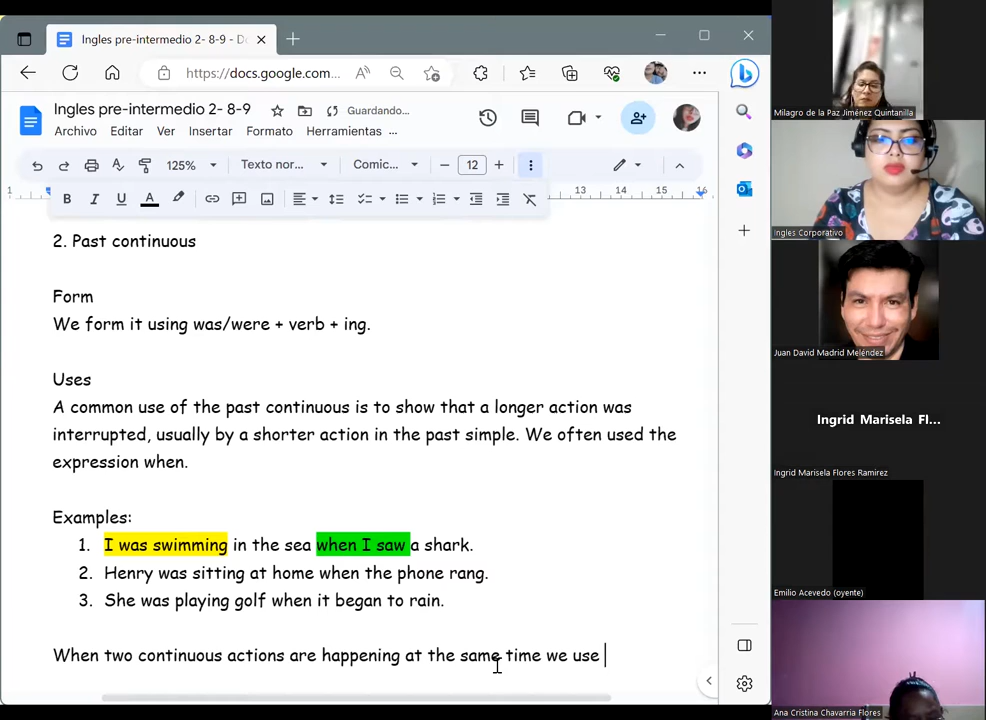 Ingles pre-intermedio 2- 8-9 - Do
https://docs.google.com...
Ingles pre-intermedio 2- 8-9
Guardando...
Archivo Editar Ver Insertar Formato Herramientas ...
125% Texto nor... Comic... 12
1 13 14 15 16
2. Past continuous
Form
We form it using was/were + verb + ing.
Uses
A common use of the past continuous is to show that a longer action was
interrupted, usually by a shorter action in the past simple. We often used the
expression when.
Examples:
1. I was swimming in the sea when I saw a shark.
2. Henry was sitting at home when the phone rang.
3. She was playing golf when it began to rain.
When two continuous actions are happening at the same time we use
Milagro de la Paz Jiménez Quintanilla
Ingles Corporativo
Juan David Madrid Meléndez
Ingrid Marisela Fl...
Ingrid Marisela Flores Ramirez
Emilio Acevedo (oyente)
Ana Cristina Chavarria Flores